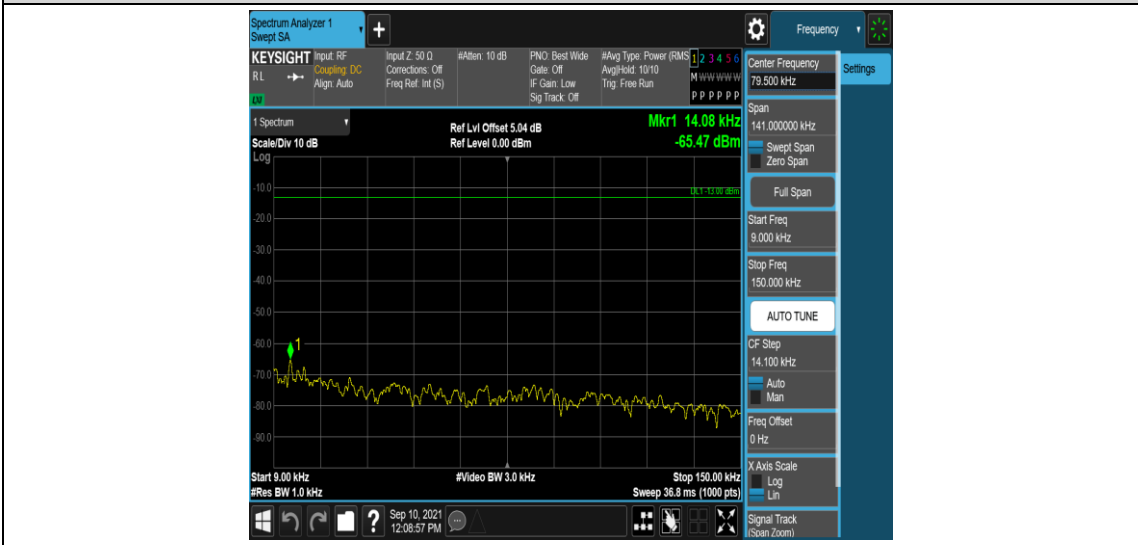 Spectrum Analyzer 1
Swept SA
+
Frequency
KEYSIGHT
RL
LXI
Input: RF
Coupling: DC
Align: Auto
Input Z: 50 Ω
Corrections: Off
Freq Ref: Int (S)
#Atten: 10 dB
PNO: Best Wide
Gate: Off
IF Gain: Low
Sig Track: Off
#Avg Type: Power (RMS
Avg|Hold: 10/10
Trig: Free Run
1 2 3 4 5 6
M W W W W W
P P P P P P
1 Spectrum
Scale/Div 10 dB
Log
Ref Lvl Offset 5.04 dB
Ref Level 0.00 dBm
Mkr1 14.08 kHz
-65.47 dBm
DL1 -13.00 dBm
-10.0
-20.0
-30.0
-40.0
-50.0
-60.0
-70.0
-80.0
-90.0
1
Start 9.00 kHz
#Res BW 1.0 kHz
#Video BW 3.0 kHz
Stop 150.00 kHz
Sweep 36.8 ms (1000 pts)
Center Frequency
79.500 kHz
Settings
Span
141.000000 kHz
Swept Span
Zero Span
Full Span
Start Freq
9.000 kHz
Stop Freq
150.000 kHz
AUTO TUNE
CF Step
14.100 kHz
Auto
Man
Freq Offset
0 Hz
X Axis Scale
Log
Lin
Signal Track
(Span Zoom)
?
Sep 10, 2021
12:08:57 PM